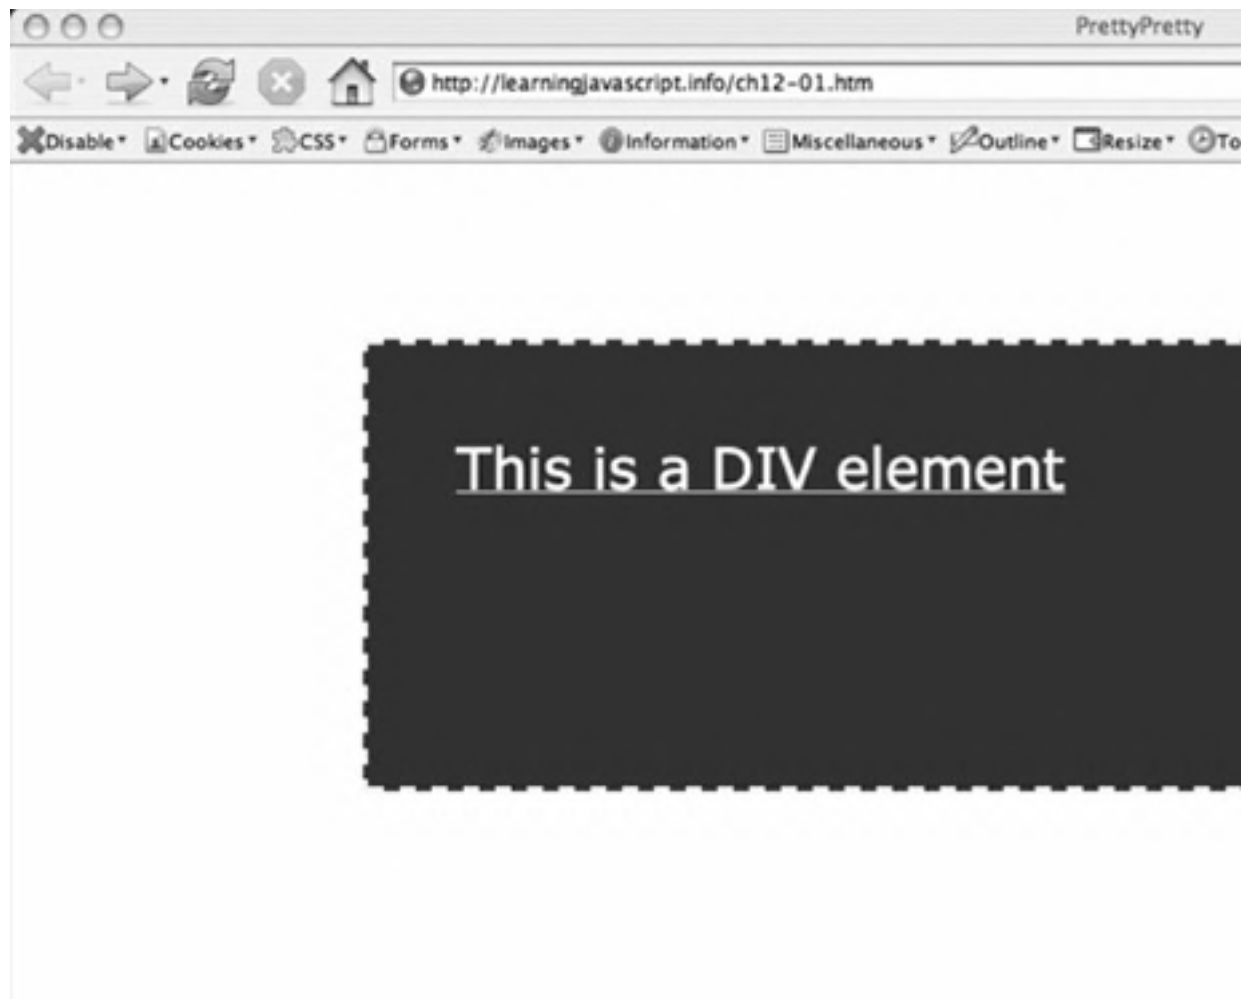 PrettyPretty
http://learningjavascript.info/ch12-01.htm
Disable Cookies CSS Forms Images Information Miscellaneous Outline Resize To
This is a DIV element